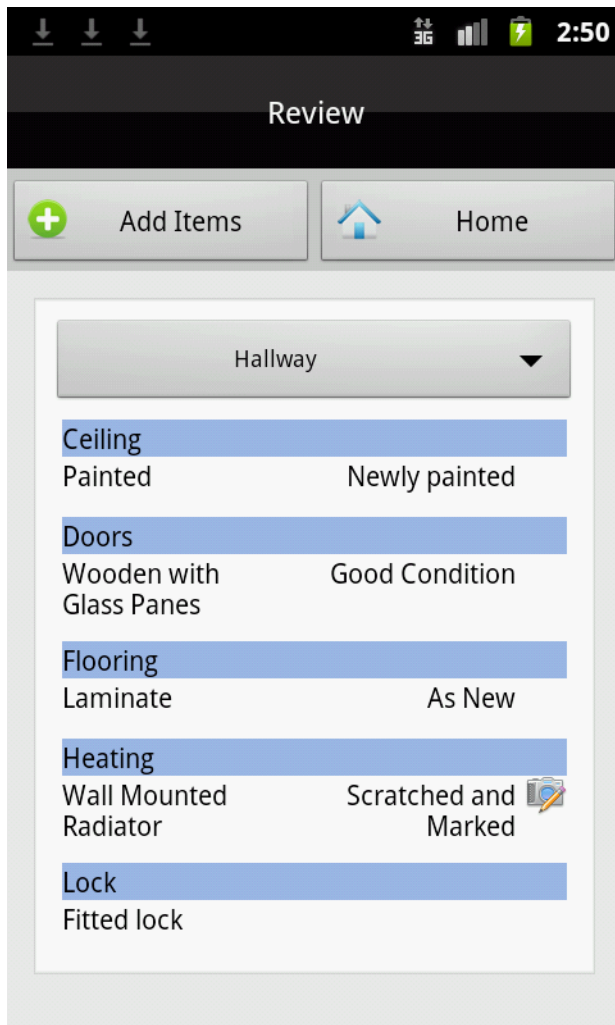 3G 2:50
Review
Add Items Home
Hallway
Ceiling
Painted Newly painted
Doors
Wooden with Good Condition
Glass Panes
Flooring
Laminate As New
Heating
Wall Mounted Scratched and
Radiator Marked
Lock
Fitted lock